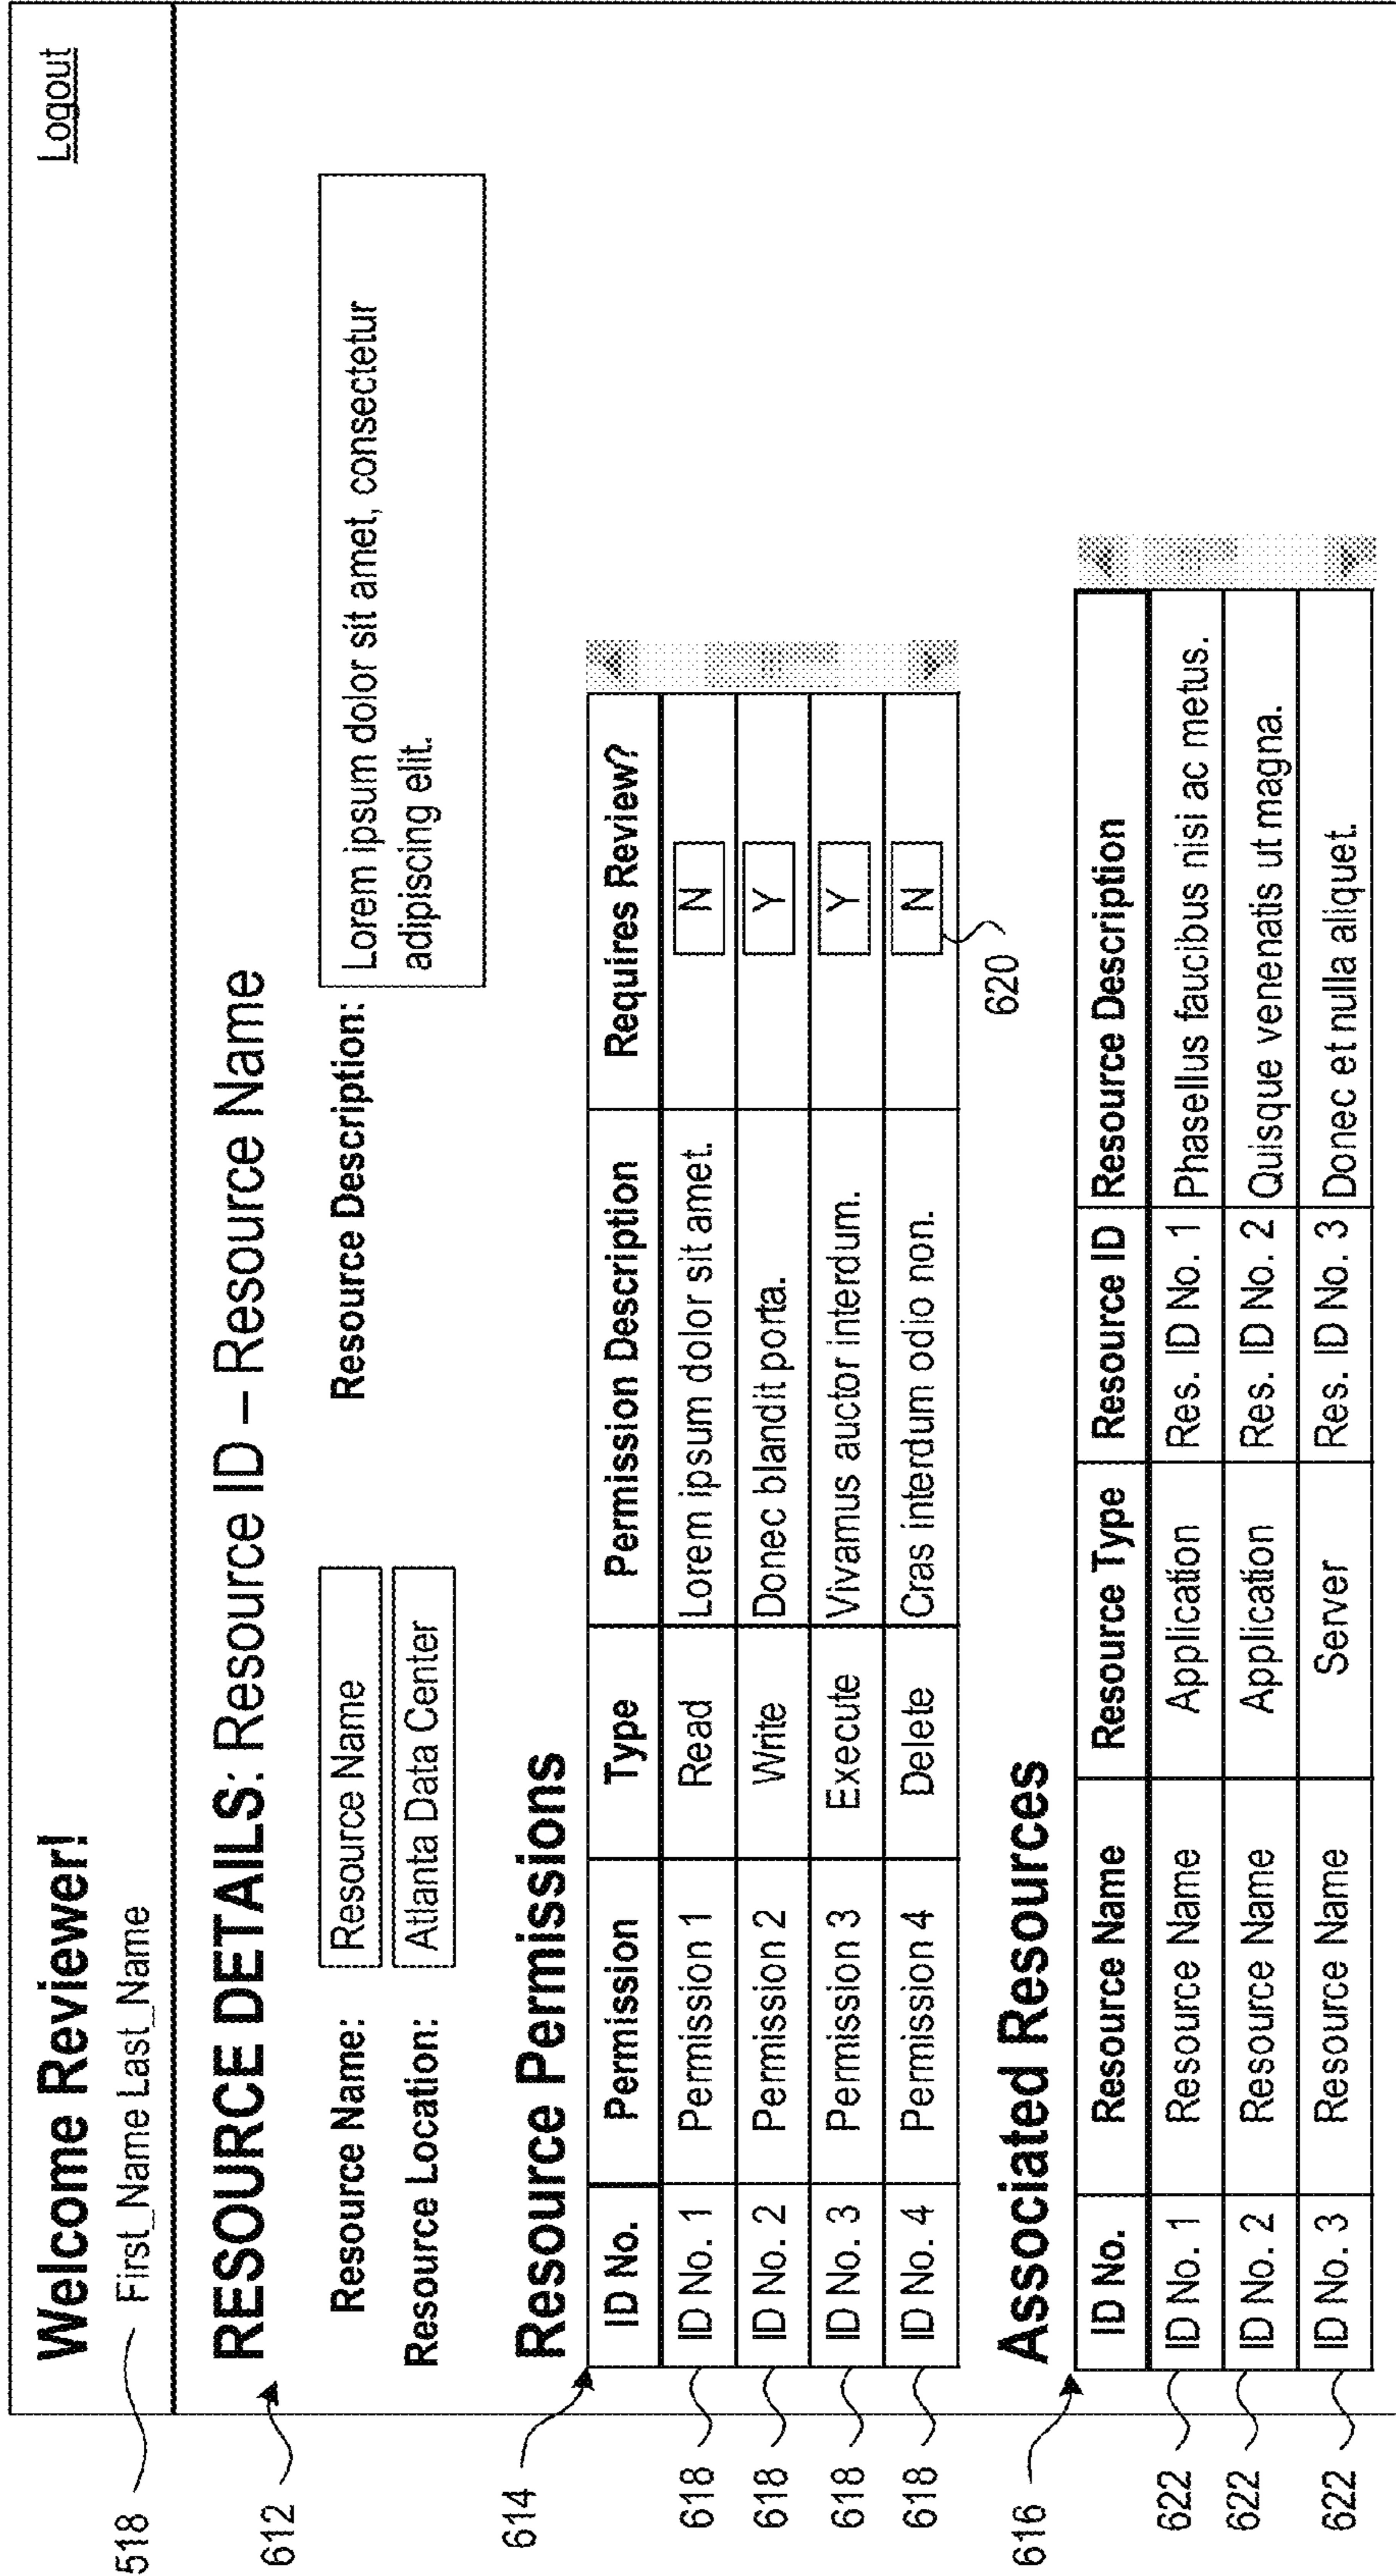 Welcome Reviewer! Logout
518 First_Name Last_Name
612 RESOURCE DETAILS: Resource ID – Resource Name
Resource Name: Resource Name Resource Description: Lorem ipsum dolor sit amet, consectetur
adipiscing elit.
Resource Location: Atlanta Data Center
614 Resource Permissions
ID No. Permission Type Permission Description Requires Review?
618 ID No. 1 Permission 1 Read Lorem ipsum dolor sit amet. N
618 ID No. 2 Permission 2 Write Donec blandit porta. Y
618 ID No. 3 Permission 3 Execute Vivamus auctor interdum. Y
618 ID No. 4 Permission 4 Delete Cras interdum odio non. N
620
616 Associated Resources
ID No. Resource Name Resource Type Resource ID Resource Description
622 ID No. 1 Resource Name Application Res. ID No. 1 Phasellus faucibus nisi ac metus.
622 ID No. 2 Resource Name Application Res. ID No. 2 Quisque venenatis ut magna.
622 ID No. 3 Resource Name Server Res. ID No. 3 Donec et nulla aliquet.